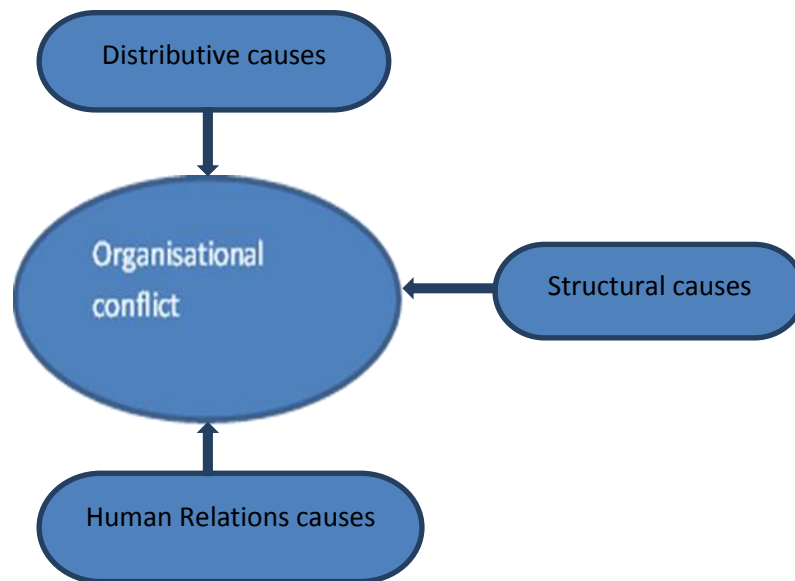 Distributive causes
Organisational
conflict
Structural causes
Human Relations causes